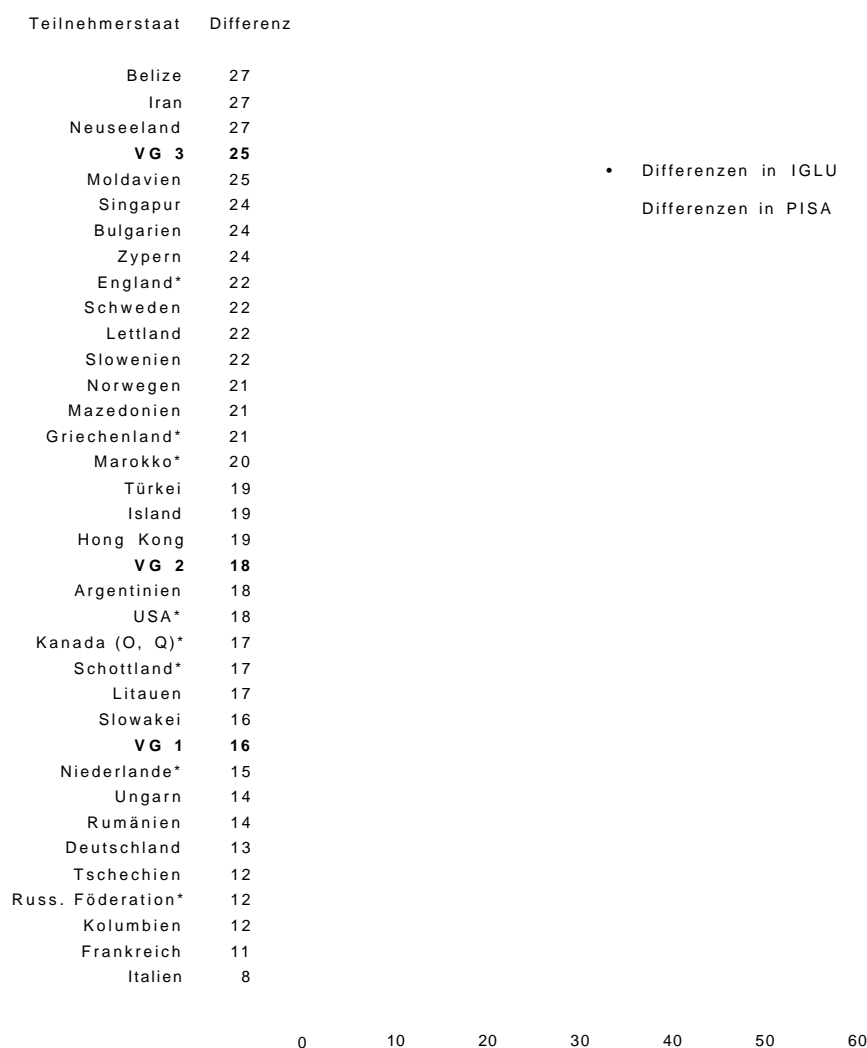 Teilnehmerstaat Differenz
Belize 27
Iran 27
Neuseeland 27
VG 3 25
• Differenzen in IGLU
Moldavien 25
Singapur 24
Differenzen in PISA
Bulgarien 24
Zypern 24
England* 22
Schweden 22
Lettland 22
Slowenien 22
Norwegen 21
Mazedonien 21
Griechenland* 21
Marokko* 20
Türkei 19
Island 19
Hong Kong 19
VG 2 18
Argentinien 18
USA* 18
Kanada (O, Q)* 17
Schottland* 17
Litauen 17
Slowakei 16
VG 1 16
Niederlande* 15
Ungarn 14
Rumänien 14
Deutschland 13
Tschechien 12
Russ. Föderation* 12
Kolumbien 12
Frankreich 11
Italien 8
0 10 20 30 40 50 60